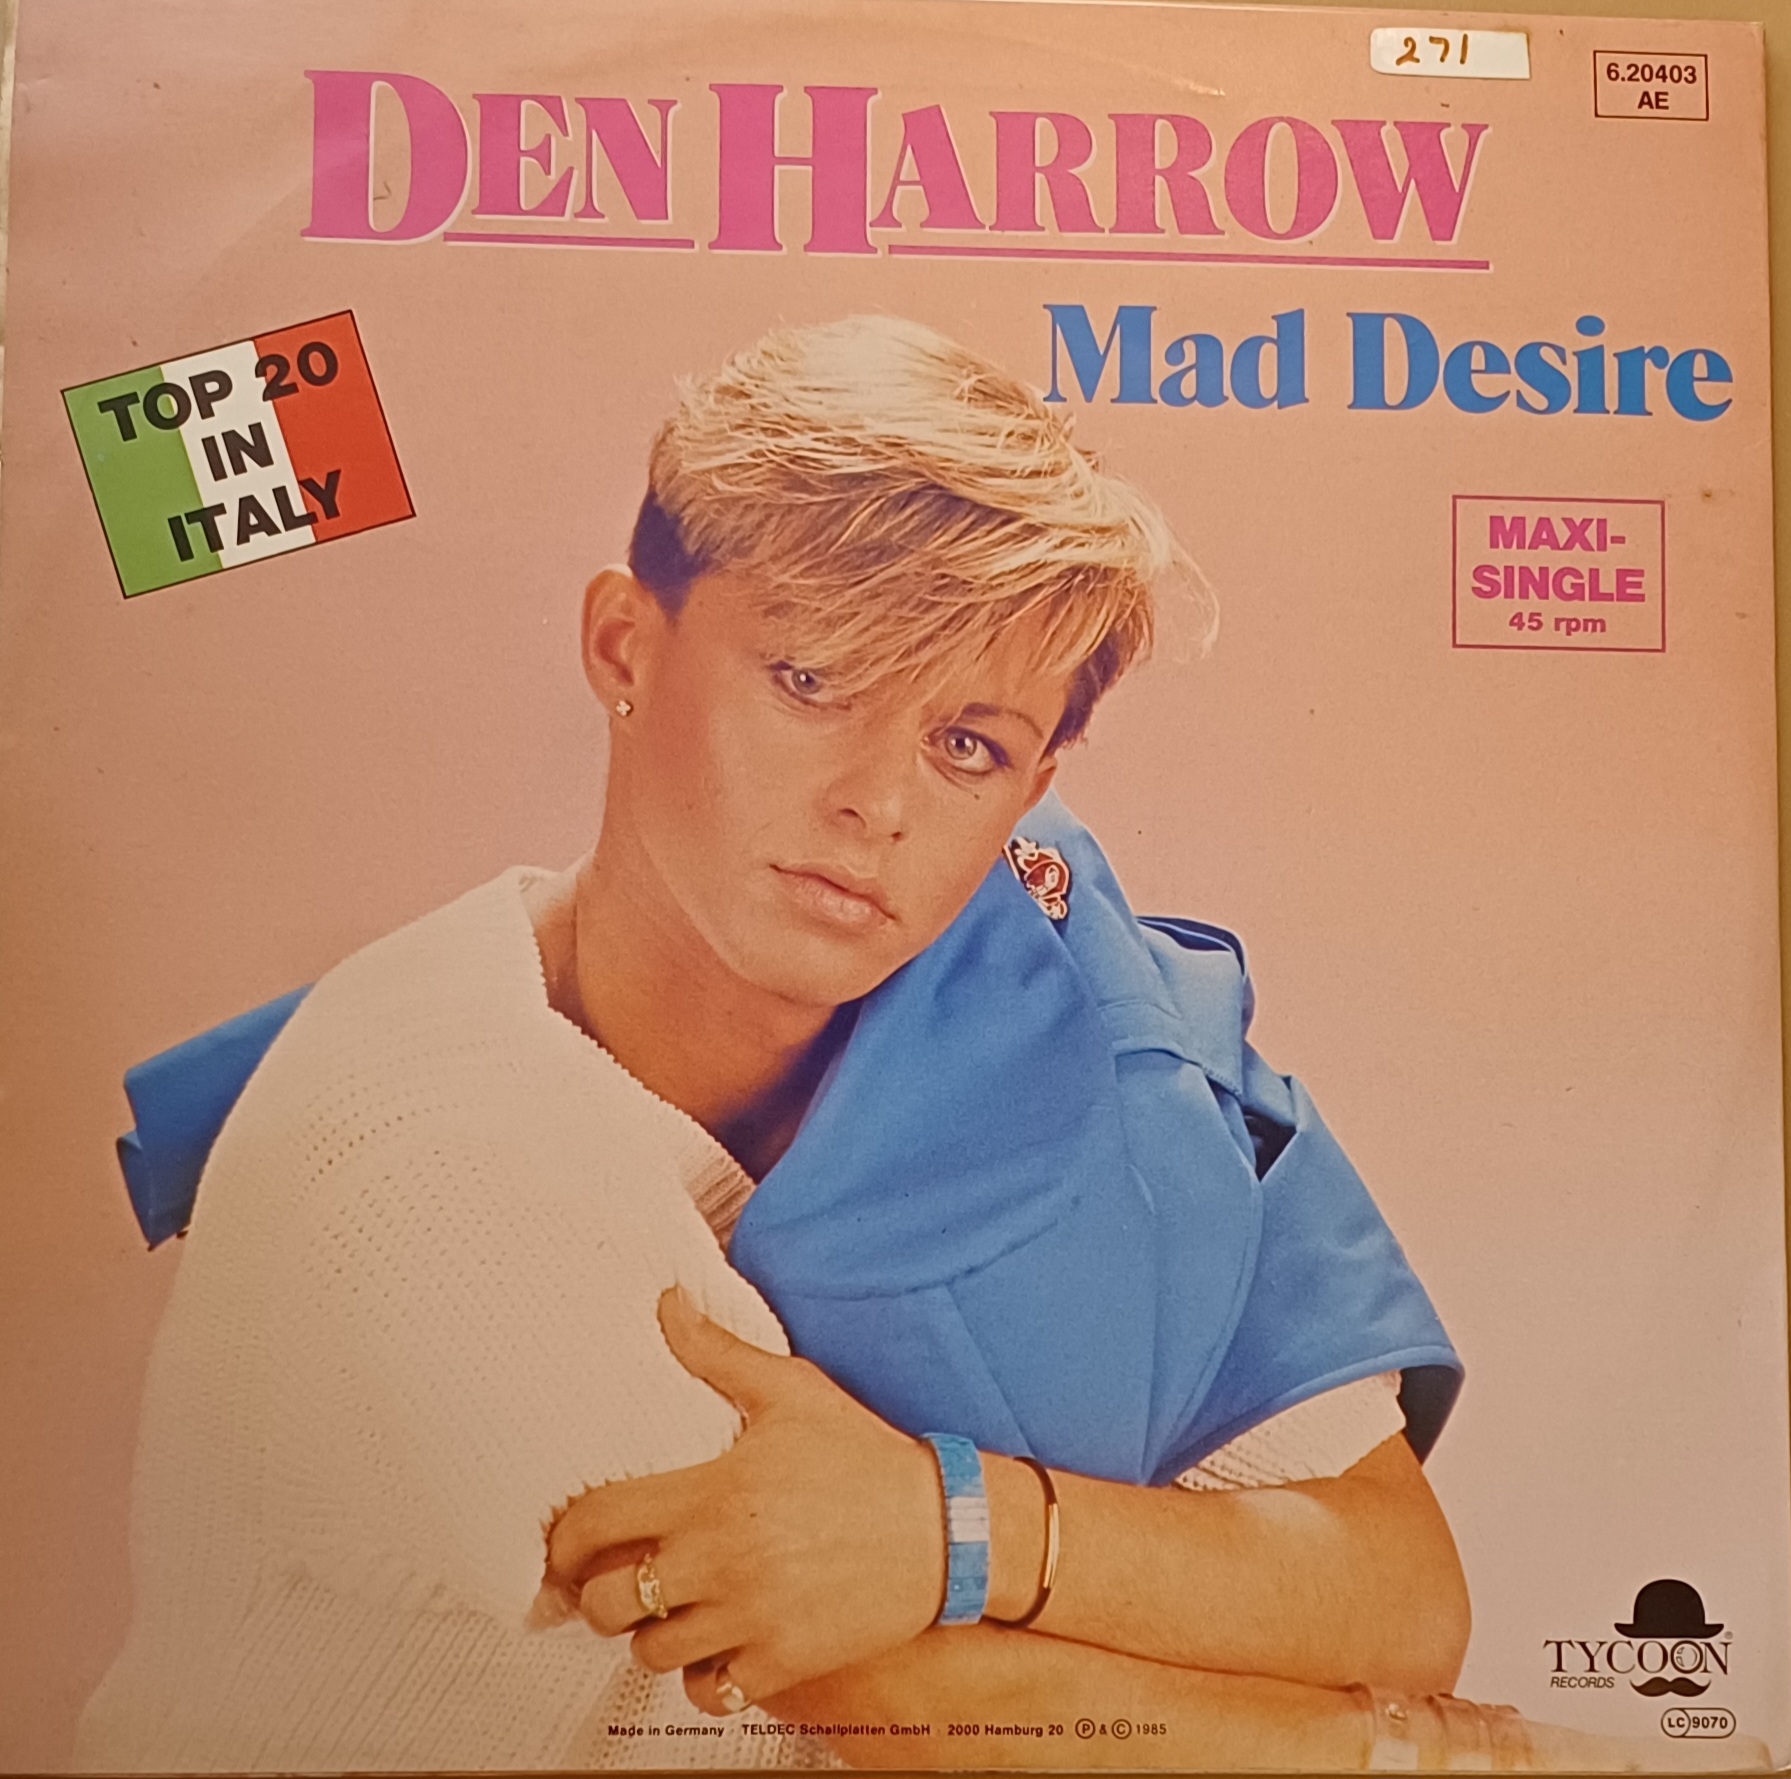 271
6.20403
AE
DEN HARROW
Mad Desire
TOP 20
IN
ITALY
MAXI-
SINGLE
45 rpm
TYCOON®
RECORDS
LC 9070
Made in Germany · TELDEC Schallplatten GmbH · 2000 Hamburg 20 Ⓟ & Ⓒ 1985